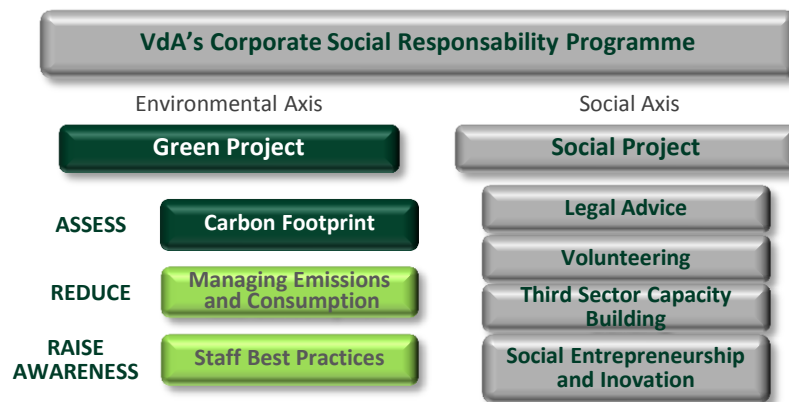 VdA’s Corporate Social Responsability Programme
Environmental Axis
Green Project
ASSESS
Carbon Footprint
REDUCE
Managing Emissions
and Consumption
RAISE
AWARENESS
Staff Best Practices
Social Axis
Social Project
Legal Advice
Volunteering
Third Sector Capacity
Building
Social Entrepreneurship
and Inovation